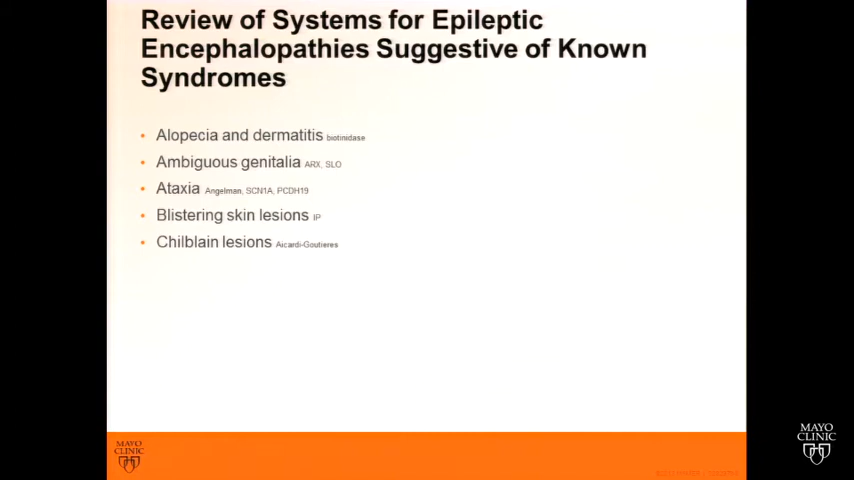 Review of Systems for Epileptic
Encephalopathies Suggestive of Known
Syndromes
• Alopecia and dermatitis biotinidase
• Ambiguous genitalia ARX, SLO
• Ataxia Angelman, SCN1A, PCDH19
• Blistering skin lesions IP
• Chilblain lesions Aicardi-Goutieres
MAYO
CLINIC
MAYO
CLINIC